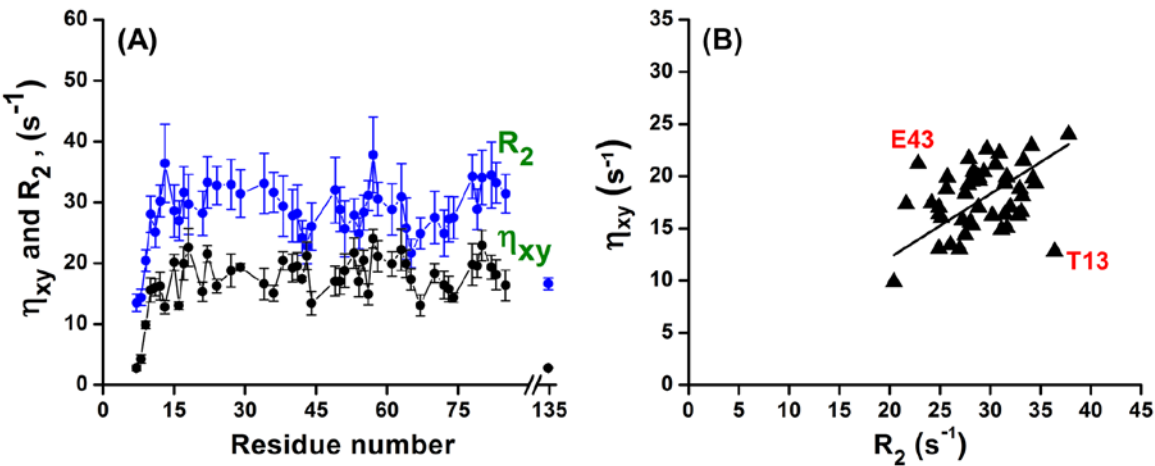 (A)
60
50
40
30
20
10
0
ηxy and R2 , (s-1)
R2
ηxy
0 15 30 45 60 75 135
Residue number
(B)
35
30
25
20
15
10
5
0
ηxy (s-1)
E43
T13
0 5 10 15 20 25 30 35 40 45
R2 (s-1)